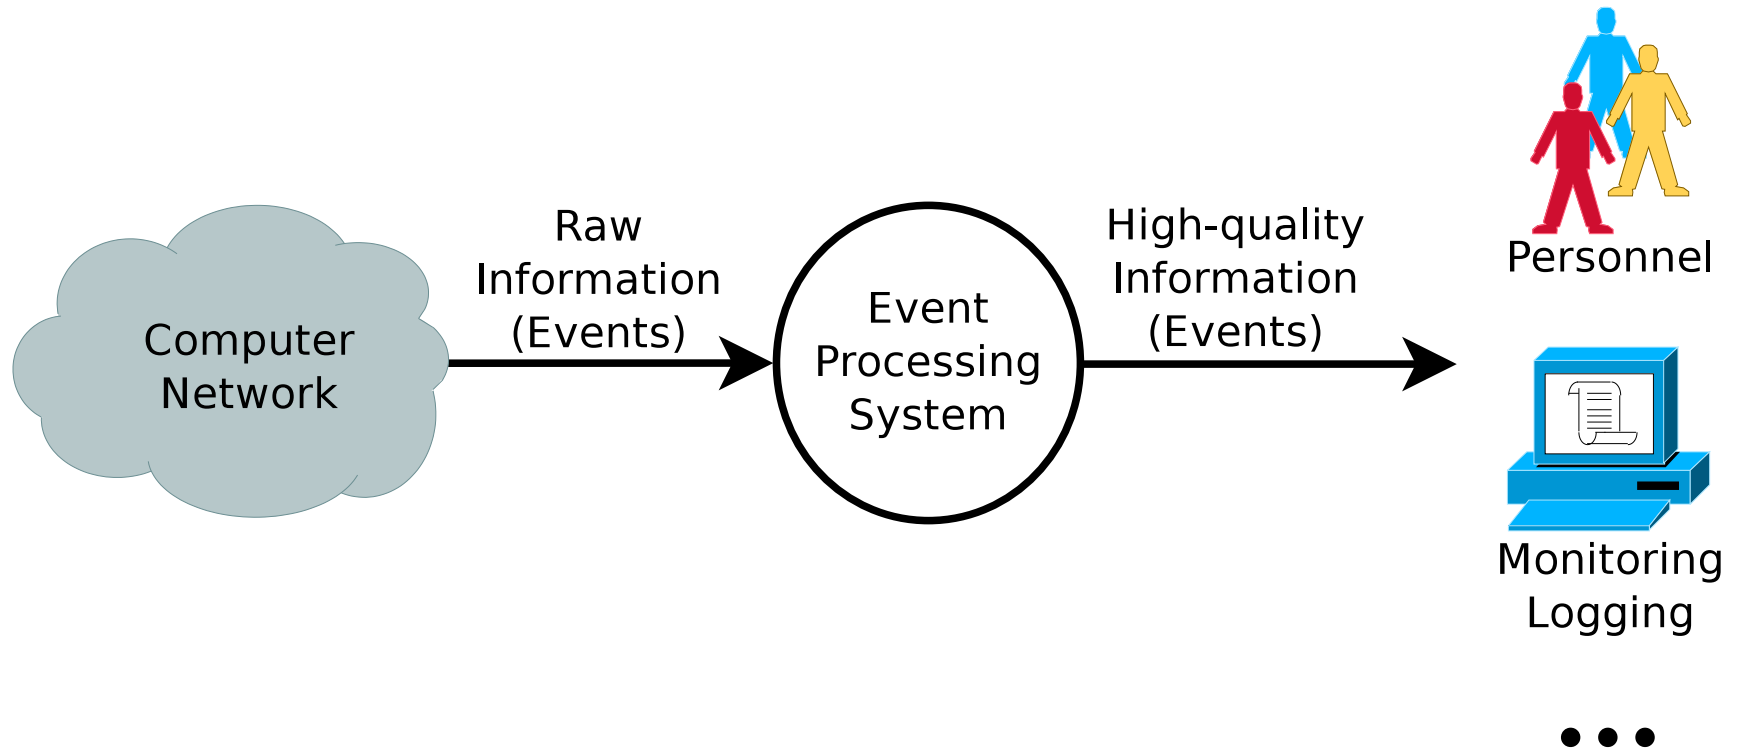 Computer
Network
Raw
Information
(Events)
Event
Processing
System
High-quality
Information
(Events)
Personnel
Monitoring
Logging
...